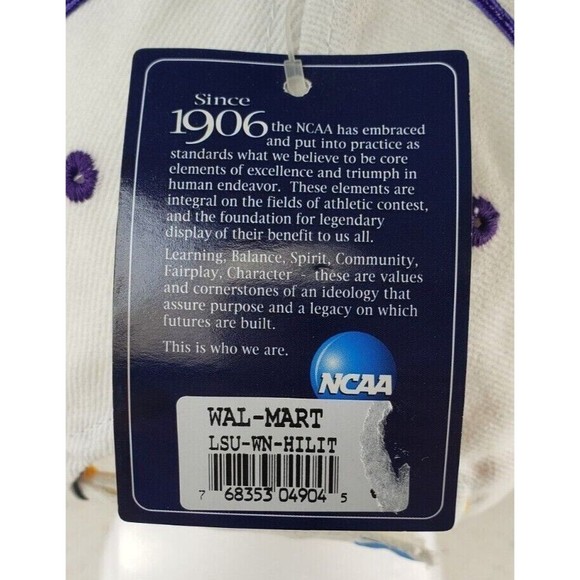 Since
1906 the NCAA has embraced
and put into practice as
standards what we believe to be core
elements of excellence and triumph in
human endeavor. These elements are
integral on the fields of athletic contest,
and the foundation for legendary
display of their benefit to us all.
Learning, Balance, Spirit, Community,
Fairplay, Character - these are values
and cornerstones of an ideology that
assure purpose and a legacy on which
futures are built.
This is who we are.
NCAA
WAL-MART
LSU-WN-HILIT
7 68353 04904 5